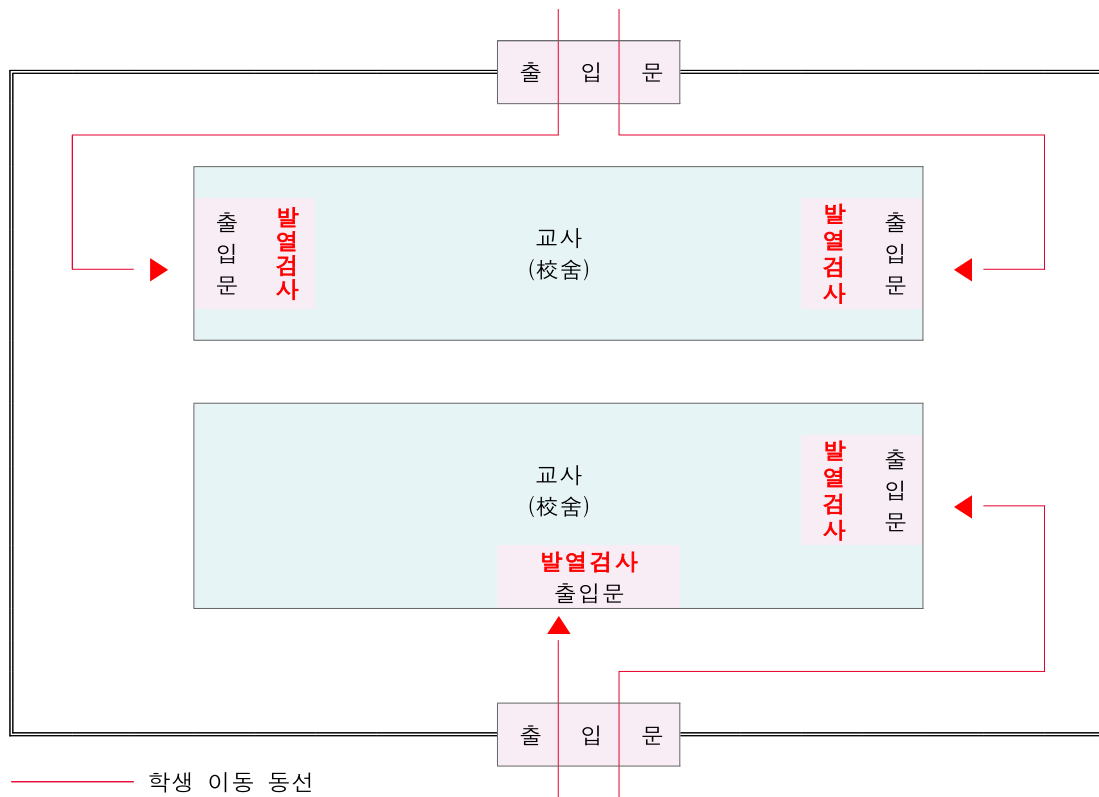 출 입 문
출입문
발열검사
교사
(校舍)
발열검사
출입문
교사
(校舍)
발열검사
출입문
발열검사
출입문
출 입 문
학생 이동 동선